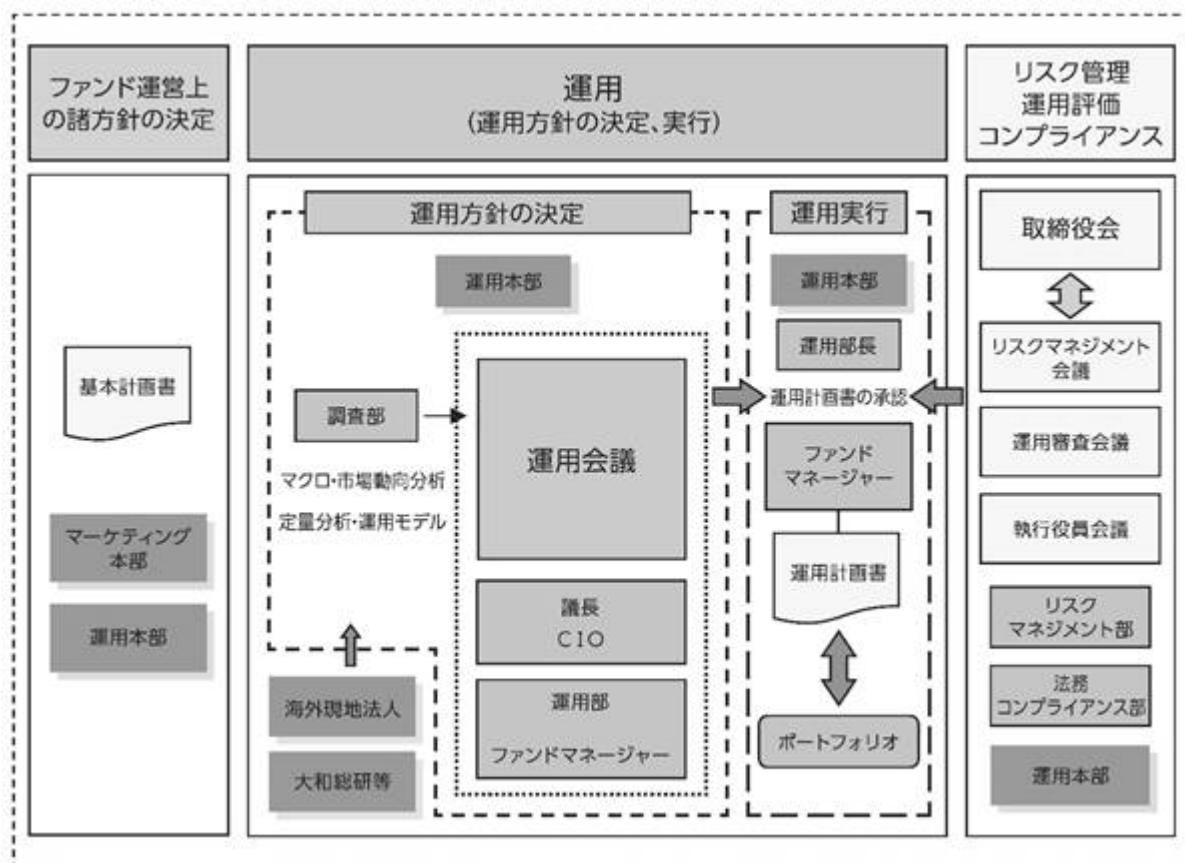 ファンド運営上
の諸方針の決定
運用
(運用方針の決定、実行)
リスク管理
運用評価
コンプライアンス
基本計画書
マーケティング
本部
運用本部
運用方針の決定
運用本部
調査部
マクロ・市場動向分析
定量分析・運用モデル
海外現地法人
大和総研等
運用会議
議長
CIO
運用部
ファンドマネージャー
運用実行
運用本部
運用部長
運用計画書の承認
ファンド
マネージャー
運用計画書
ポートフォリオ
取締役会
リスクマネジメント
会議
運用審査会議
執行役員会議
リスク
マネジメント部
法務
コンプライアンス部
運用本部